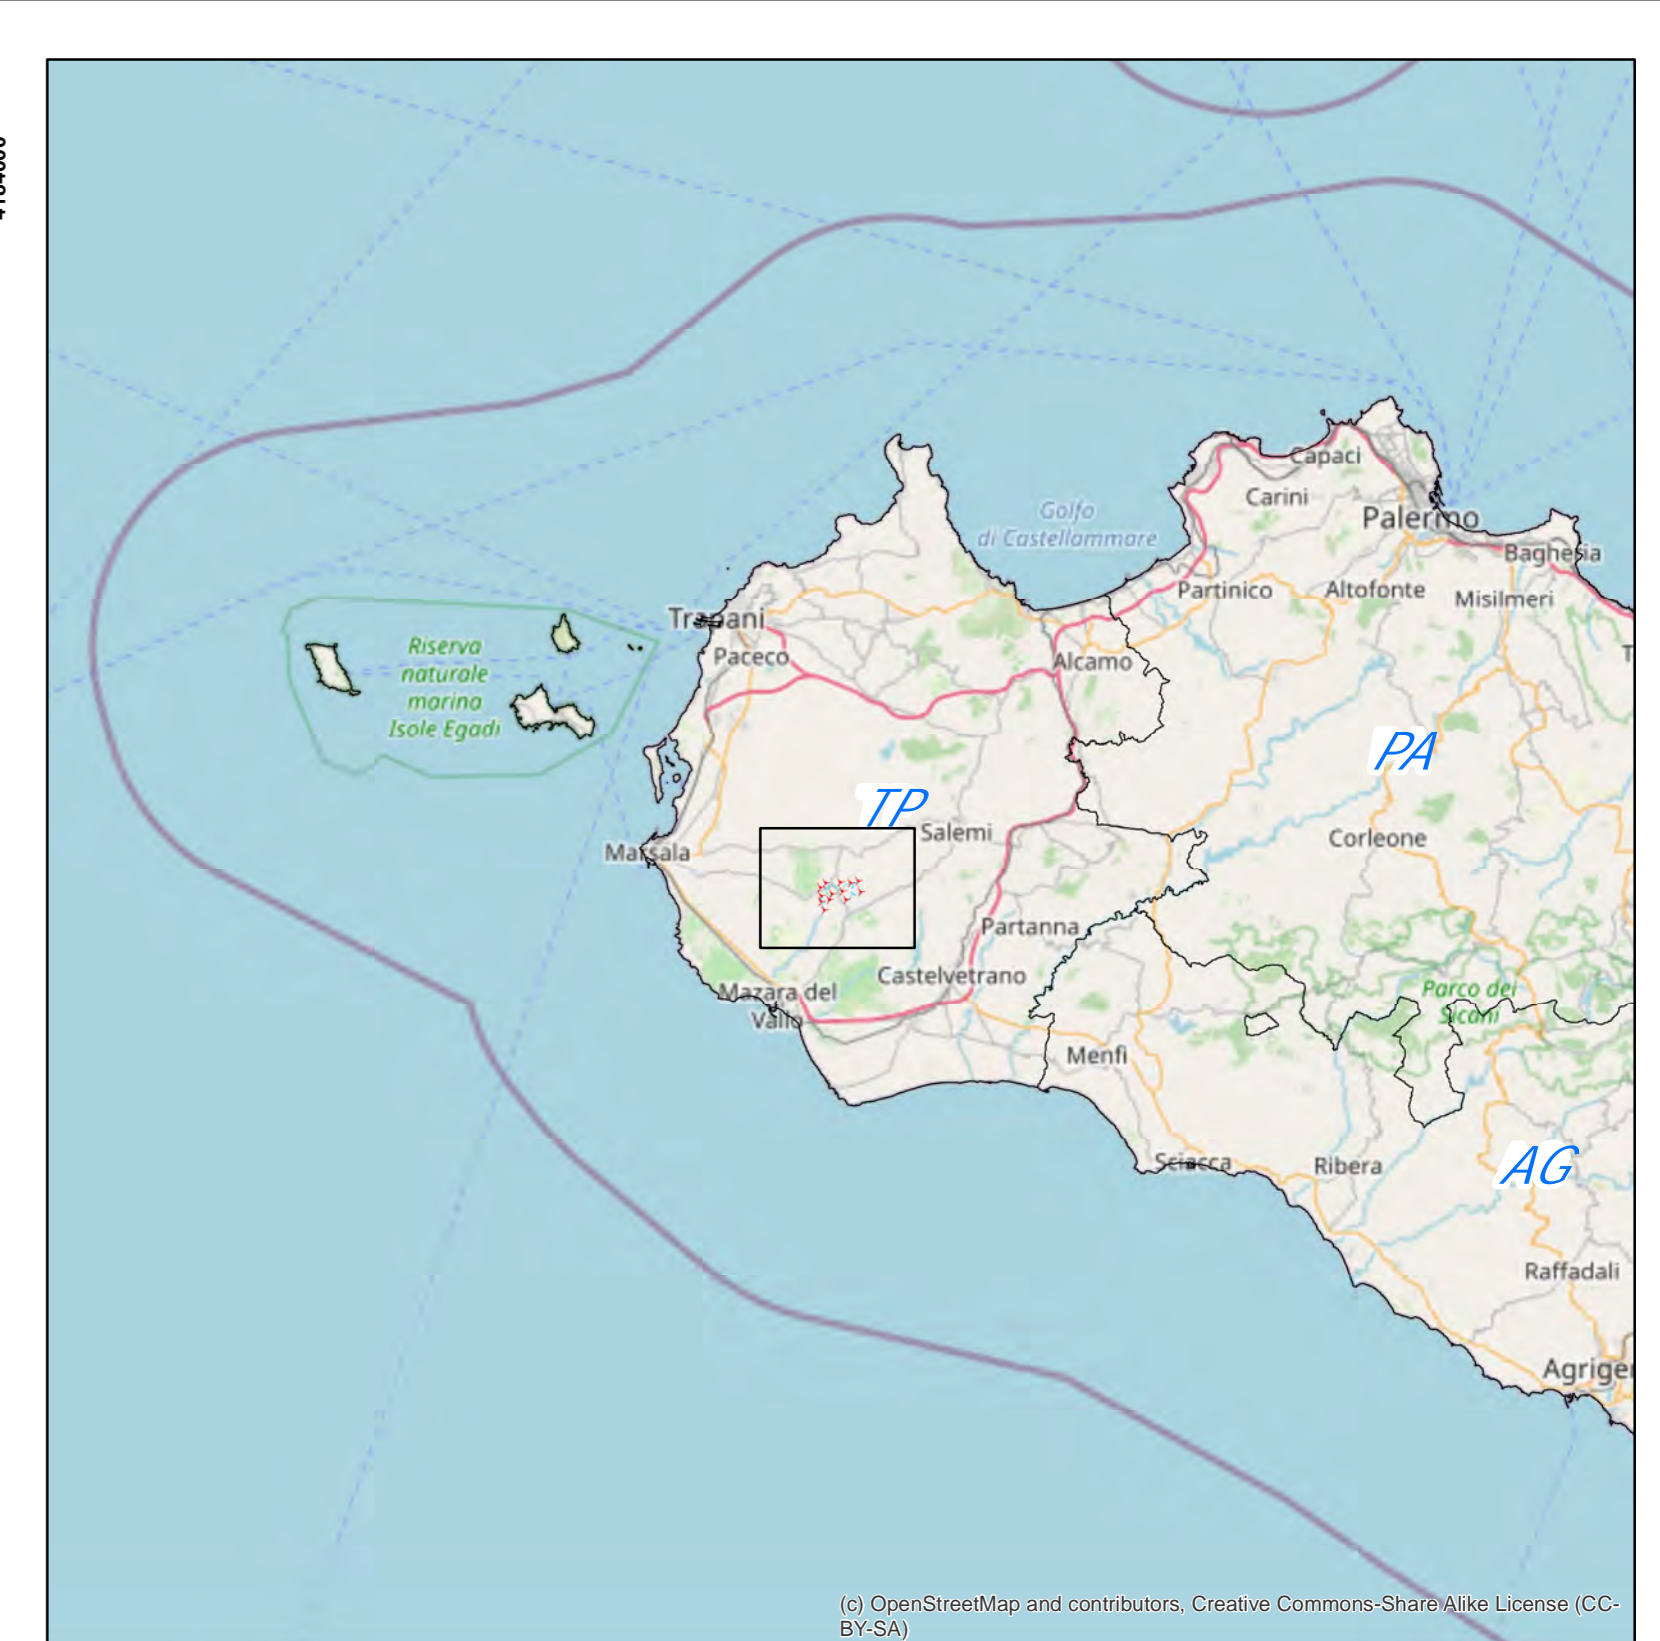 Capaci
Carini
Golfo
di Castellammare
Palermo
Bagheria
Partinico
Altofonte
Misilmeri
Trapani
Riserva
naturale
marina
Isole Egadi
Paceco
Alcamo
PA
TP
Salemi
Corleone
Marsala
Partanna
Castelvetrano
Mazara del
Vallo
Parco dei
Sicani
Menfi
Sciacca
Ribera
AG
Raffadali
Agrige
(c) OpenStreetMap and contributors, Creative Commons-Share Alike License (CC-
BY-SA)